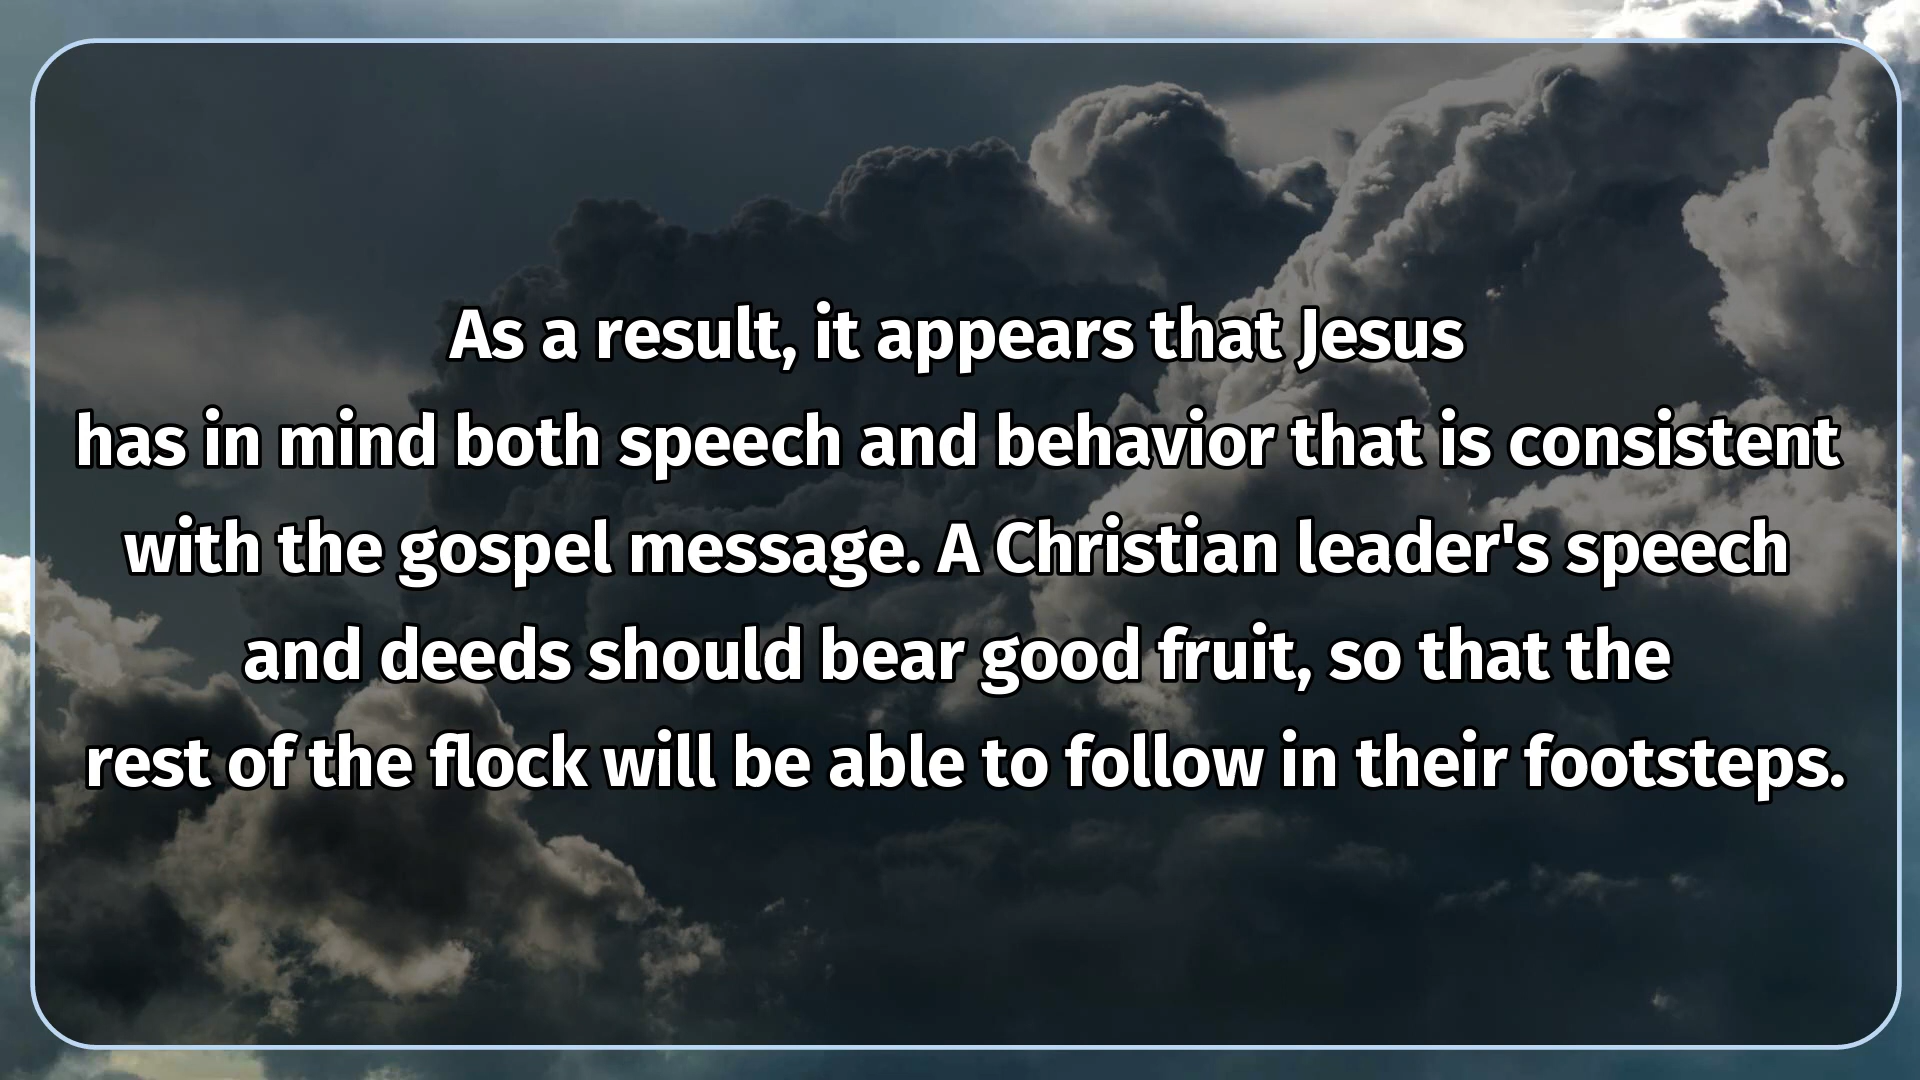 As a result, it appears that Jesus
has in mind both speech and behavior that is consistent
with the gospel message. A Christian leader's speech
and deeds should bear good fruit, so that the
rest of the flock will be able to follow in their footsteps.